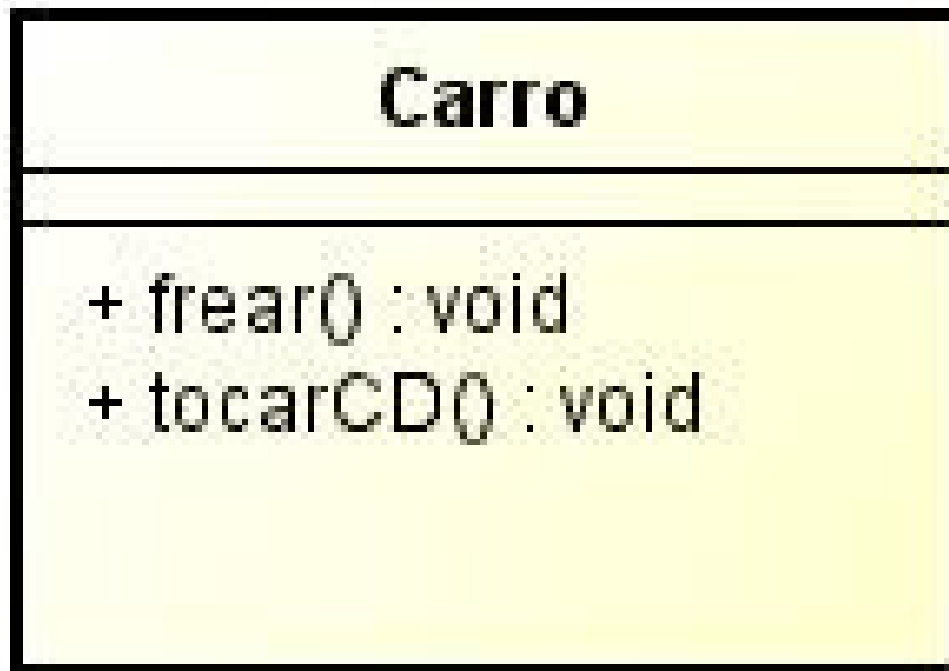 Carro
+ frear() : void
+ tocarCD() : void